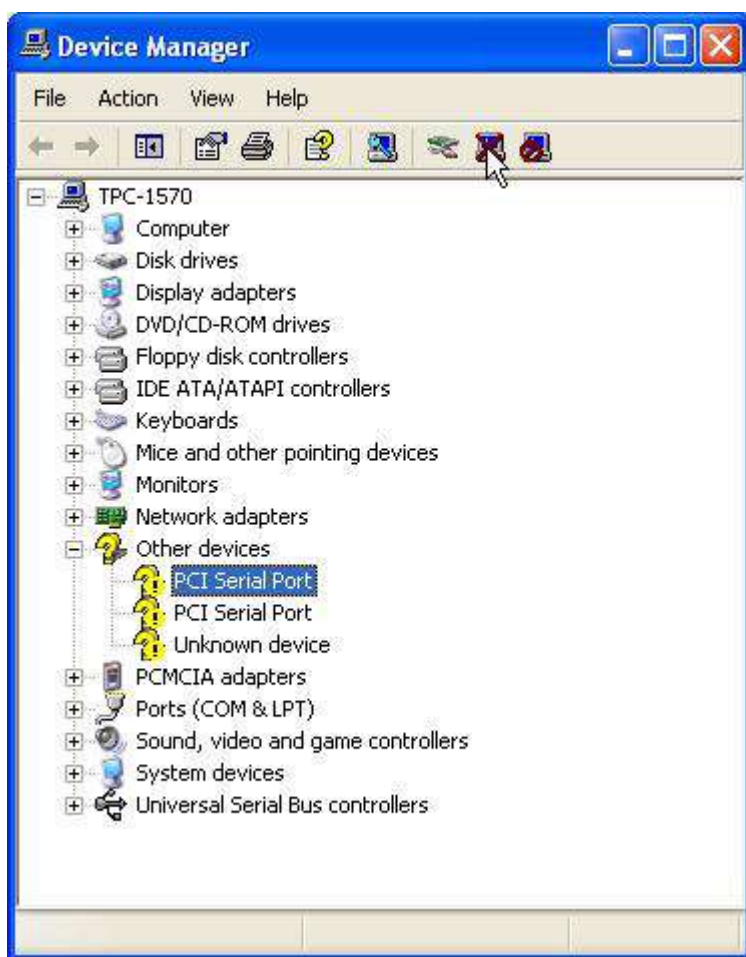 Device Manager
File Action View Help
TPC-1570
Computer
Disk drives
Display adapters
DVD/CD-ROM drives
Floppy disk controllers
IDE ATA/ATAPI controllers
Keyboards
Mice and other pointing devices
Monitors
Network adapters
Other devices
PCI Serial Port
PCI Serial Port
Unknown device
PCMCIA adapters
Ports (COM & LPT)
Sound, video and game controllers
System devices
Universal Serial Bus controllers